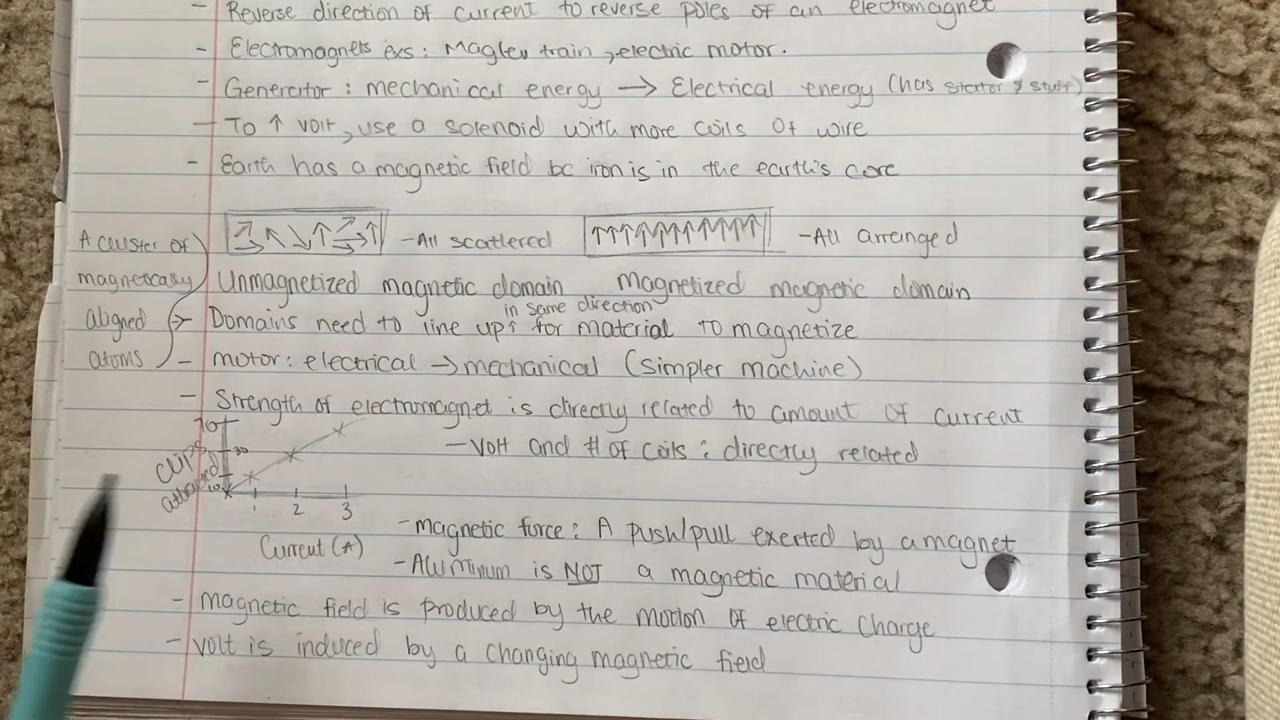 - Reverse direction of current to reverse poles of an electromagnet
- Electromagnets exs: Maglev train, electric motor.
- Generator: mechanical energy → Electrical energy (has stator & stuff)
- To ↑ volt, use a solenoid with more coils of wire
- Earth has a magnetic field bc iron is in the earth's core
A cluster of magnetically aligned atoms
- All scattered
- All arranged
Unmagnetized magnetic domain
Magnetized magnetic domain
in same direction
- Domains need to line up ↑ for material to magnetize
- motor: electrical → mechanical (simpler machine)
- Strength of electromagnet is directly related to amount of current
- Volt and # of coils: directly related
clips attracted
30
10
1 2 3
Current (A)
- magnetic force: A push/pull exerted by a magnet
- Aluminum is NOT a magnetic material
- magnetic field is produced by the motion of electric charge
- volt is induced by a changing magnetic field